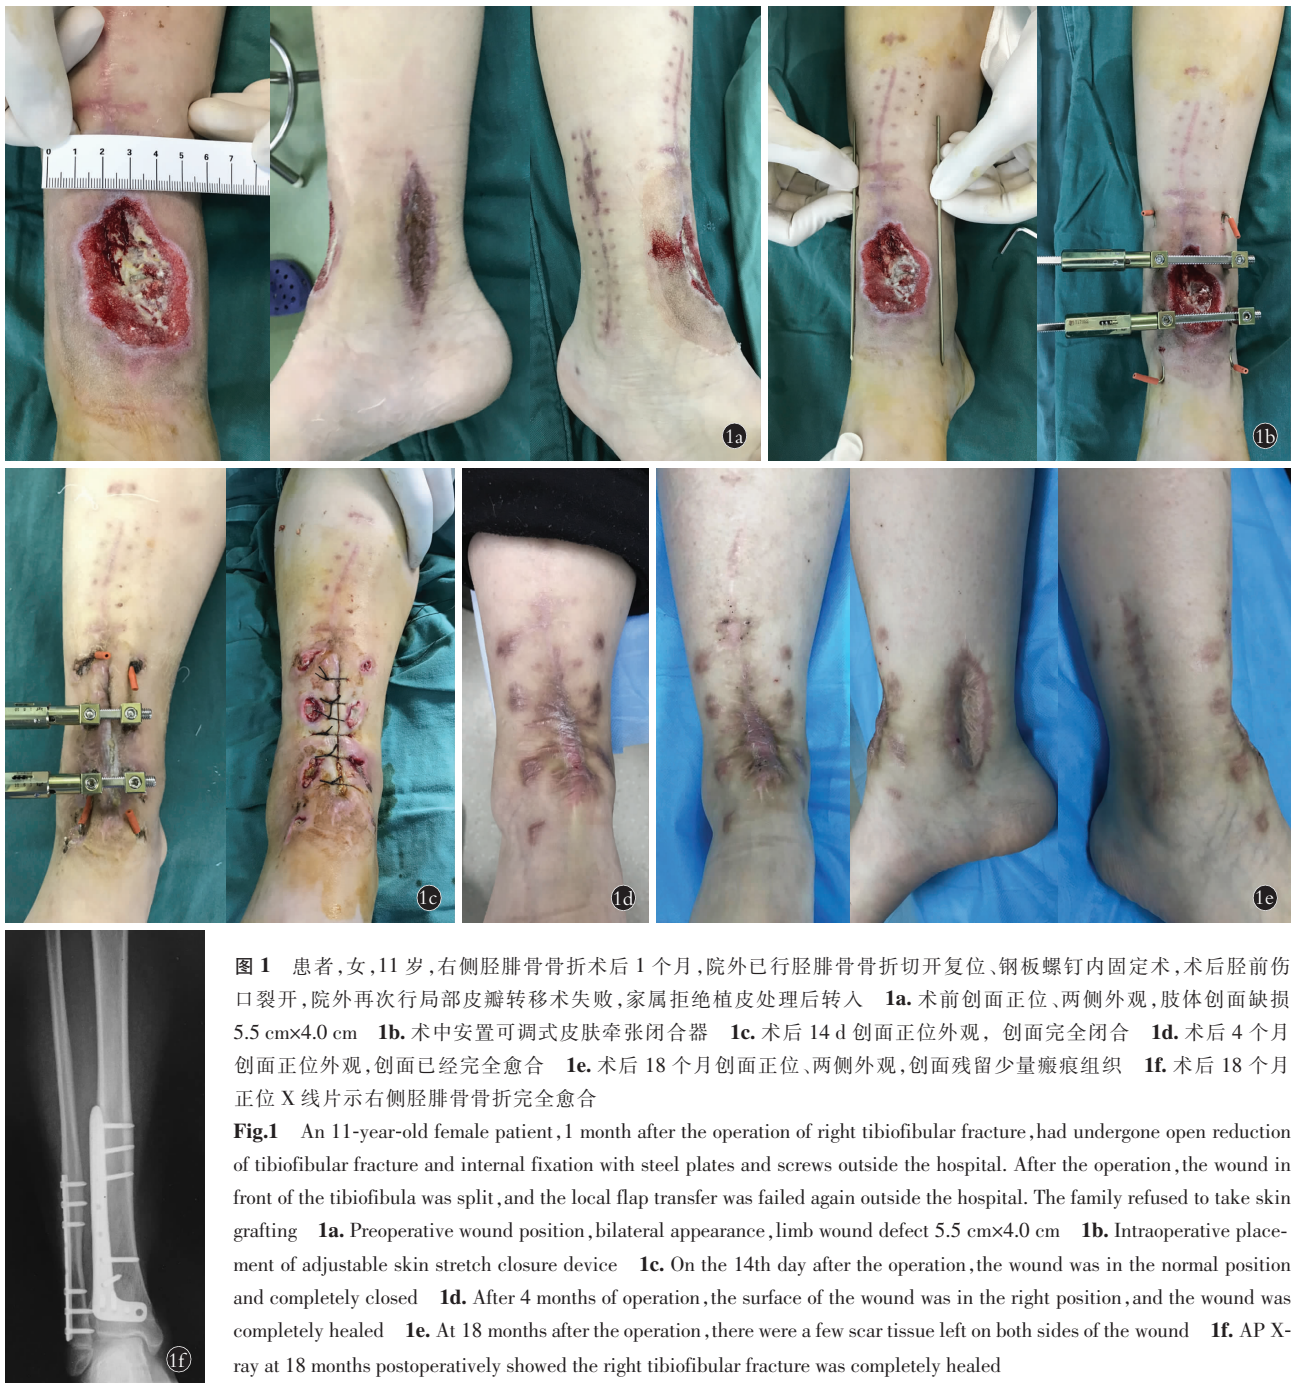 0 1 2 3 4 5 6 7
1a
1b
1c
1d
1e
1f
图 1 患者,女,11 岁,右侧胫腓骨骨折术后 1 个月,院外已行胫腓骨骨折切开复位、钢板螺钉内固定术,术后胫前伤
口裂开,院外再次行局部皮瓣转移术失败,家属拒绝植皮处理后转入 1a. 术前创面正位、两侧外观,肢体创面缺损
5.5 cm×4.0 cm 1b. 术中安置可调式皮肤牵张闭合器 1c. 术后 14 d 创面正位外观, 创面完全闭合 1d. 术后 4 个月
创面正位外观,创面已经完全愈合 1e. 术后 18 个月创面正位、两侧外观,创面残留少量瘢痕组织 1f. 术后 18 个月
正位 X 线片示右侧胫腓骨骨折完全愈合
Fig.1 An 11-year-old female patient,1 month after the operation of right tibiofibular fracture,had undergone open reduction
of tibiofibular fracture and internal fixation with steel plates and screws outside the hospital. After the operation,the wound in
front of the tibiofibula was split,and the local flap transfer was failed again outside the hospital. The family refused to take skin
grafting 1a. Preoperative wound position,bilateral appearance,limb wound defect 5.5 cm×4.0 cm 1b. Intraoperative place-
ment of adjustable skin stretch closure device 1c. On the 14th day after the operation,the wound was in the normal position
and completely closed 1d. After 4 months of operation,the surface of the wound was in the right position,and the wound was
completely healed 1e. At 18 months after the operation,there were a few scar tissue left on both sides of the wound 1f. AP X-
ray at 18 months postoperatively showed the right tibiofibular fracture was completely healed